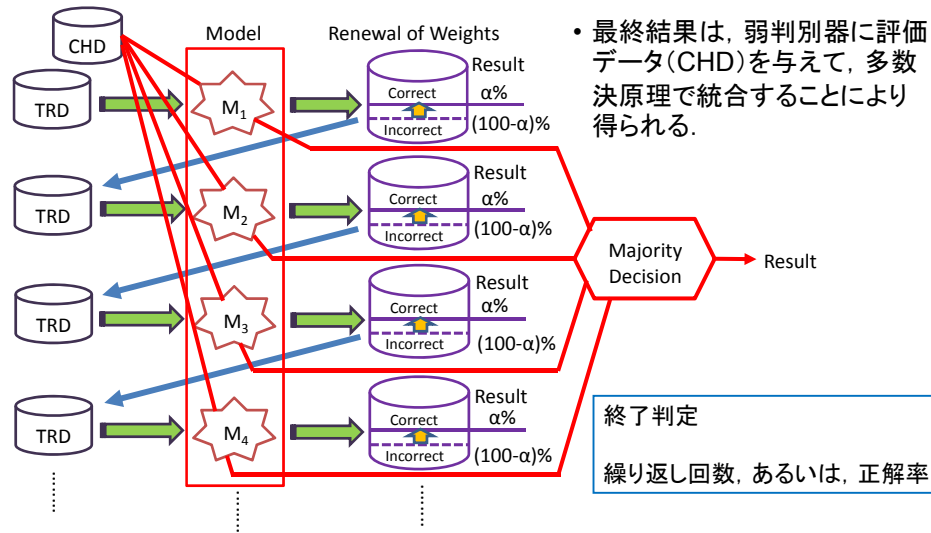 CHD
Model
Renewal of Weights
• 最終結果は, 弱判別器に評価
データ(CHD)を与えて, 多数
決原理で統合することにより
得られる.
TRD
M1
Correct
Incorrect
Result
α%
(100-α)%
TRD
M2
Correct
Incorrect
Result
α%
(100-α)%
Majority
Decision
Result
TRD
M3
Correct
Incorrect
Result
α%
(100-α)%
TRD
M4
Correct
Incorrect
Result
α%
(100-α)%
終了判定
繰り返し回数, あるいは, 正解率